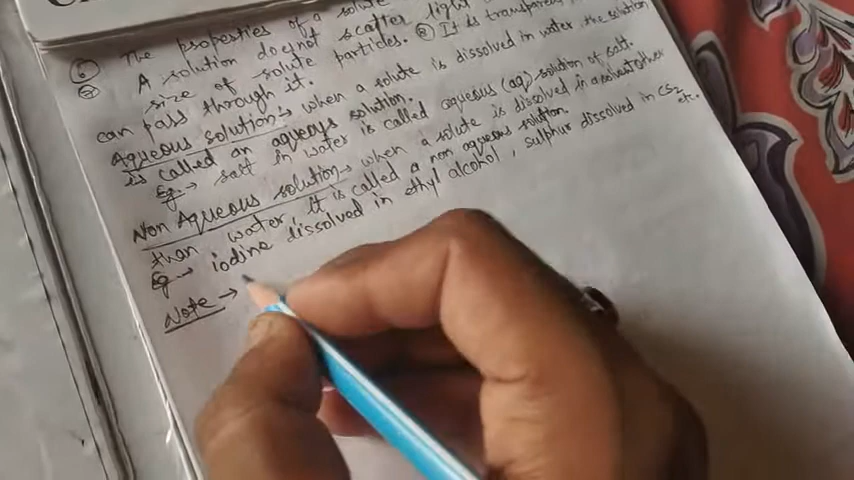 ⑥ The properties of a solute
A solution doesnot scatter light
size of solute particles. ⑧ It is transparent,
can pass through it.
Aqueous solution:→ when a solute is dissolved in water, the solution
is called an aqueous solution.
Eg. → salt in water is called aqueous (aq) solution of salt.
Non Aqueous solution → when a solute is dissolved in a solvent other
than water, it is called a non aqueous solution.
Eg → iodine dissolved in ethyl alcohol, sulphur dissolved in CS2
etc.
Note →